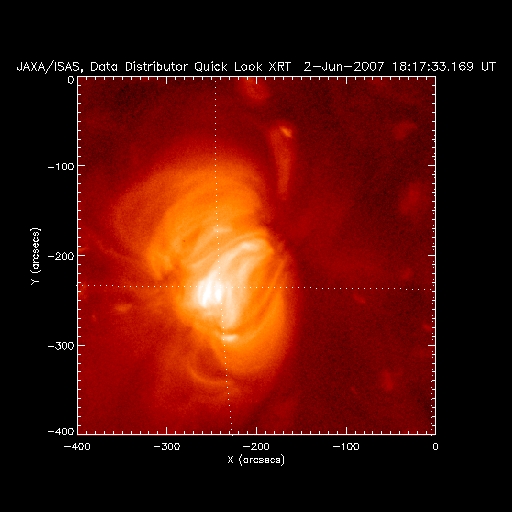 JAXA/ISAS, Data Distributor Quick Look XRT 2-Jun-2007 18:17:33.169 UT
0
-100
-200
-300
-400
Y (arcsecs)
-400 -300 -200 -100 0
X (arcsecs)